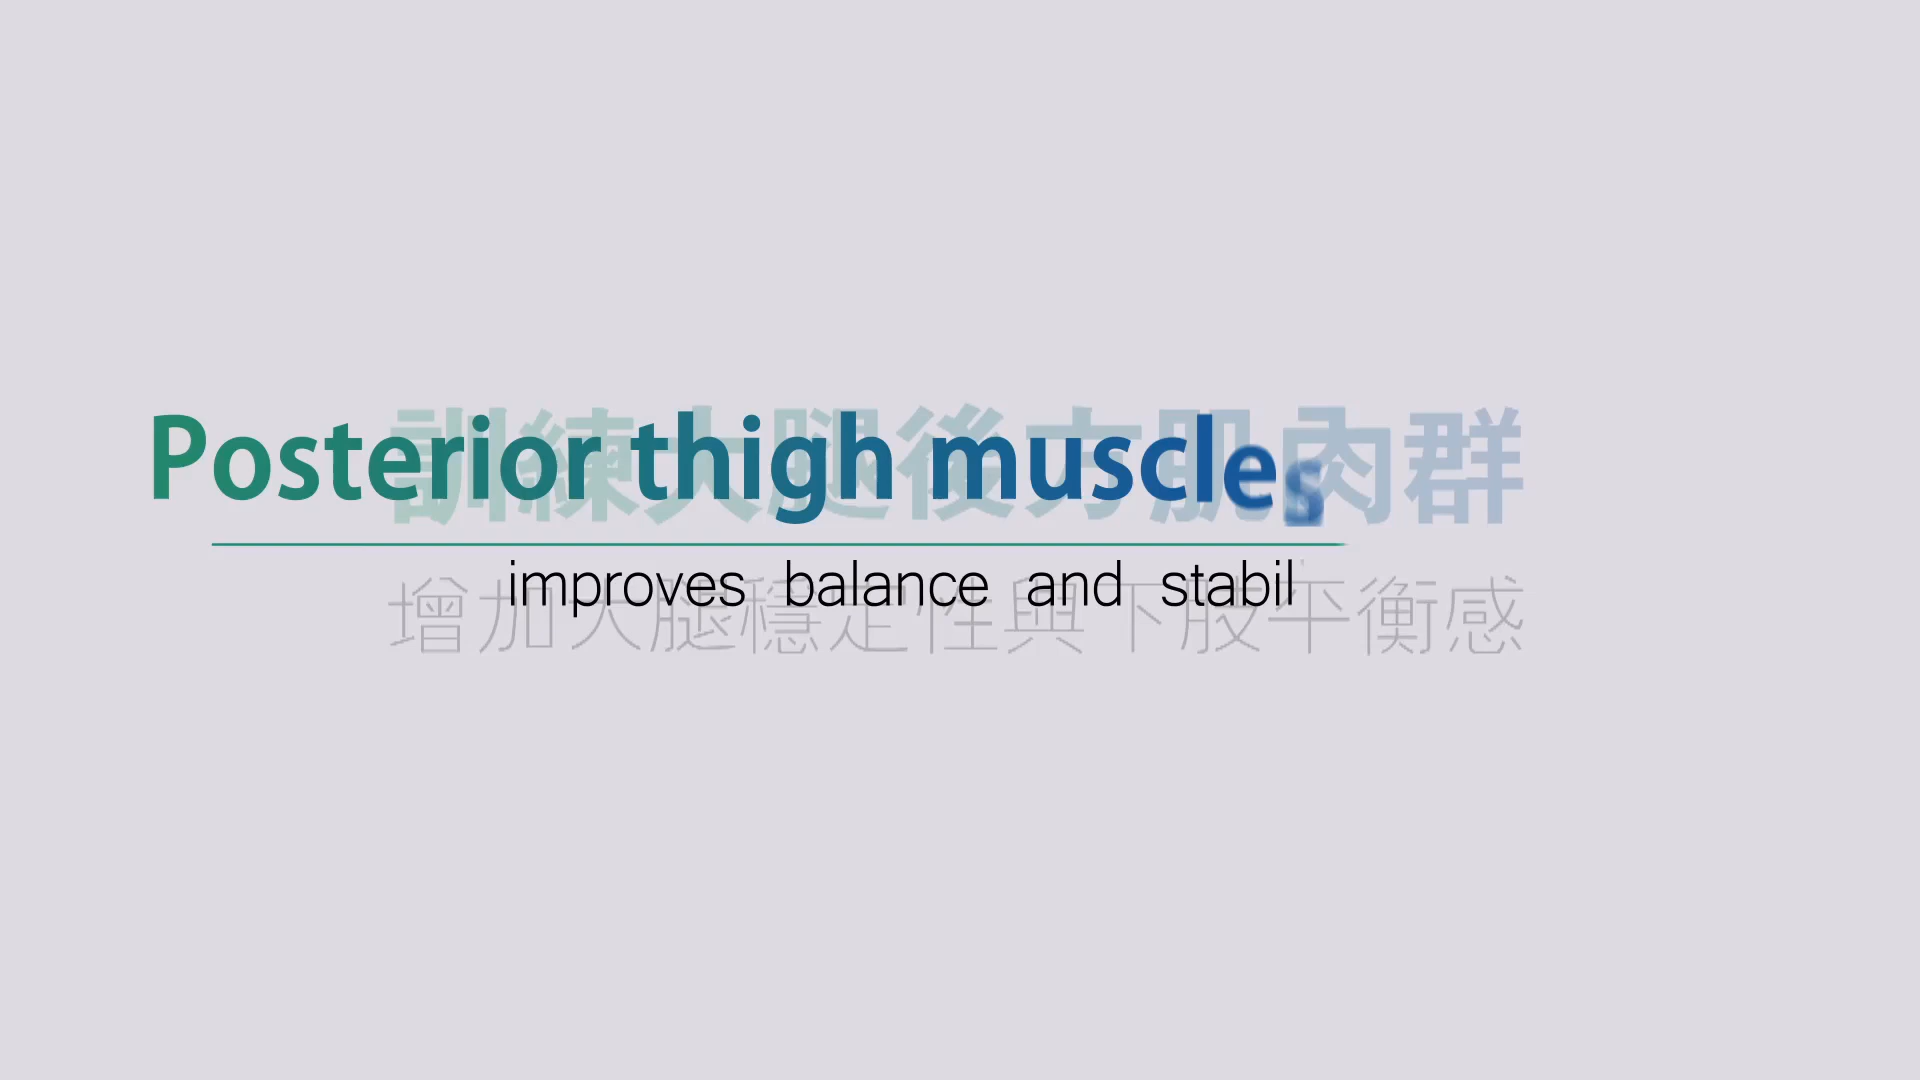 Posterior thigh muscles
訓練大腿後方肌肉群
improves balance and stabil
增加大腿穩定性與下肢平衡感